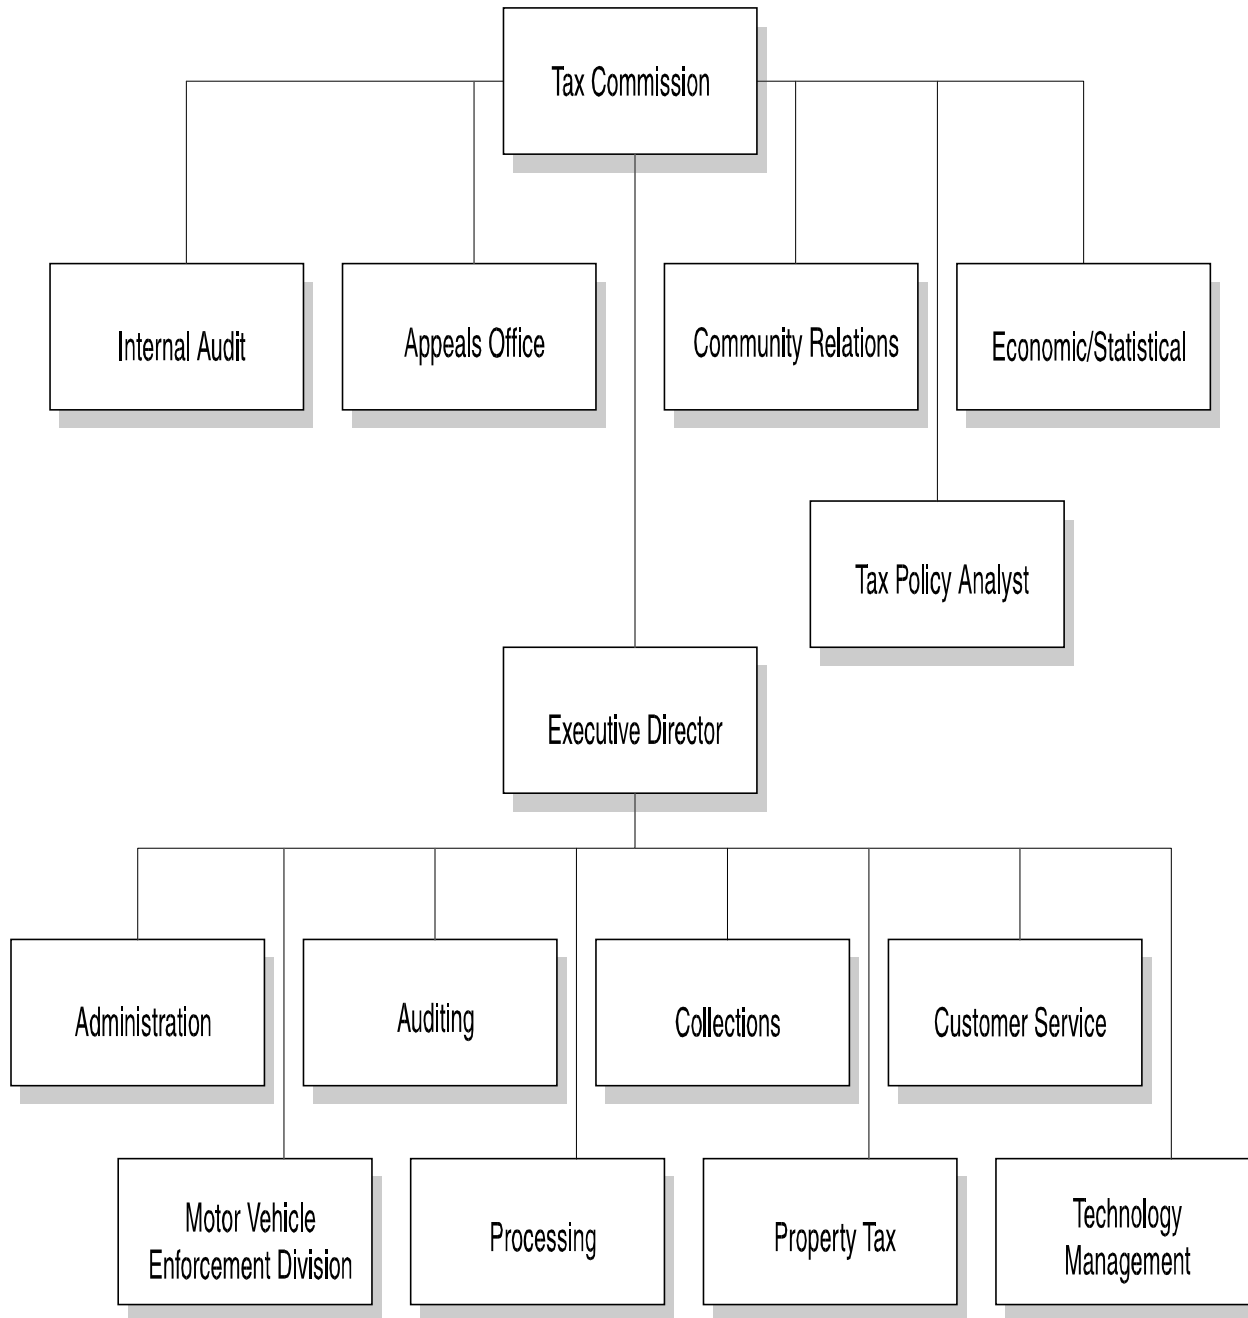 Tax Commission
Internal Audit
Appeals Office
Community Relations
Economic/Statistical
Tax Policy Analyst
Executive Director
Administration
Auditing
Collections
Customer Service
Motor Vehicle
Enforcement Division
Processing
Property Tax
Technology
Management